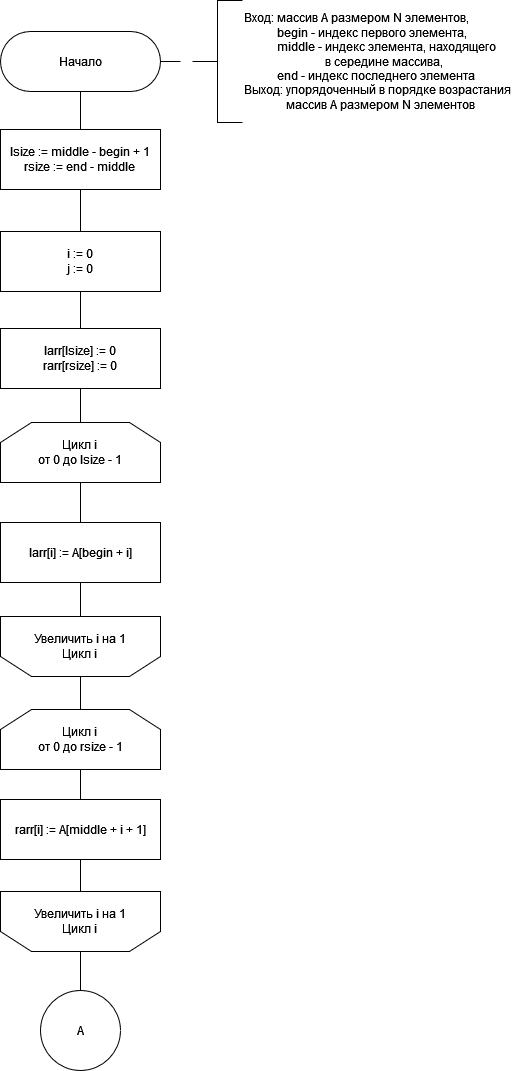 Вход: массив А размером N элементов,
begin - индекс первого элемента,
middle - индекс элемента, находящего
в середине массива,
end - индекс последнего элемента
Выход: упорядоченный в порядке возрастания
массив А размером N элементов
Начало
lsize := middle - begin + 1
rsize := end - middle
i := 0
j := 0
larr[lsize] := 0
rarr[rsize] := 0
Цикл i
от 0 до lsize - 1
larr[i] := A[begin + i]
Увеличить i на 1
Цикл i
Цикл i
от 0 до rsize - 1
rarr[i] := A[middle + i + 1]
Увеличить i на 1
Цикл i
А